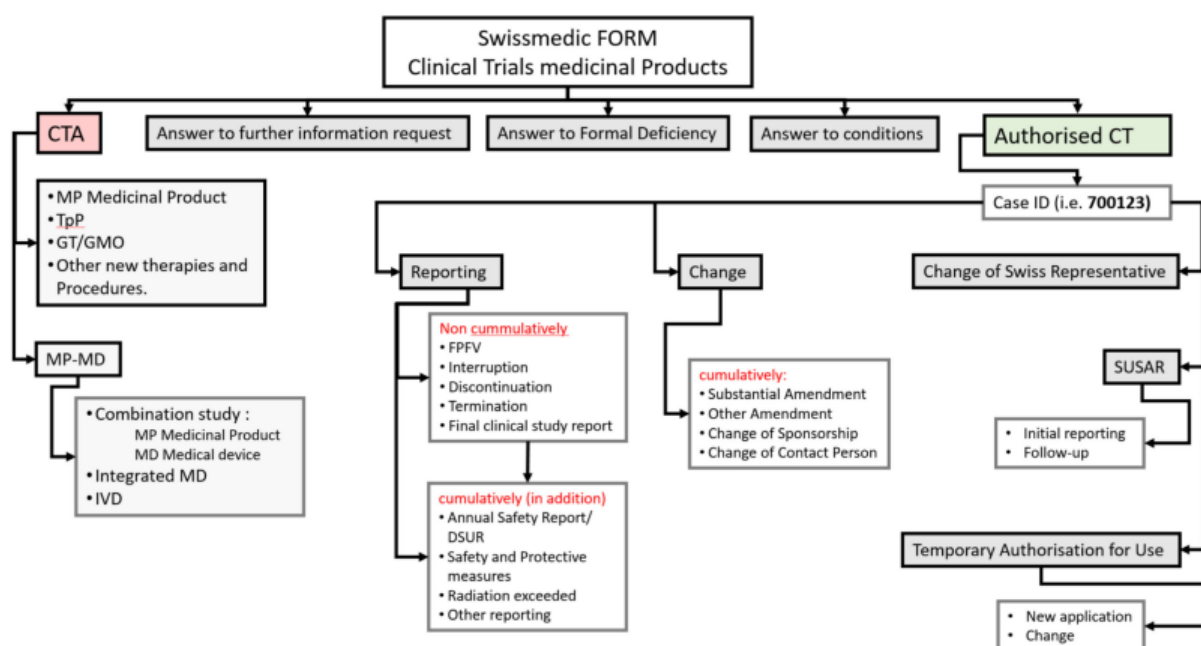 Swissmedic FORM
Clinical Trials medicinal Products
CTA
Answer to further information request
Answer to Formal Deficiency
Answer to conditions
Authorised CT
• MP Medicinal Product
• TpP
• GT/GMO
• Other new therapies and
Procedures.
MP-MD
• Combination study :
MP Medicinal Product
MD Medical device
• Integrated MD
• IVD
Case ID (i.e. 700123)
Reporting
Non cummulatively
• FPFV
• Interruption
• Discontinuation
• Termination
• Final clinical study report
cumulatively (in addition)
• Annual Safety Report/
DSUR
• Safety and Protective
measures
• Radiation exceeded
• Other reporting
Change
cumulatively:
• Substantial Amendment
• Other Amendment
• Change of Sponsorship
• Change of Contact Person
Change of Swiss Representative
SUSAR
• Initial reporting
• Follow-up
Temporary Authorisation for Use
• New application
• Change